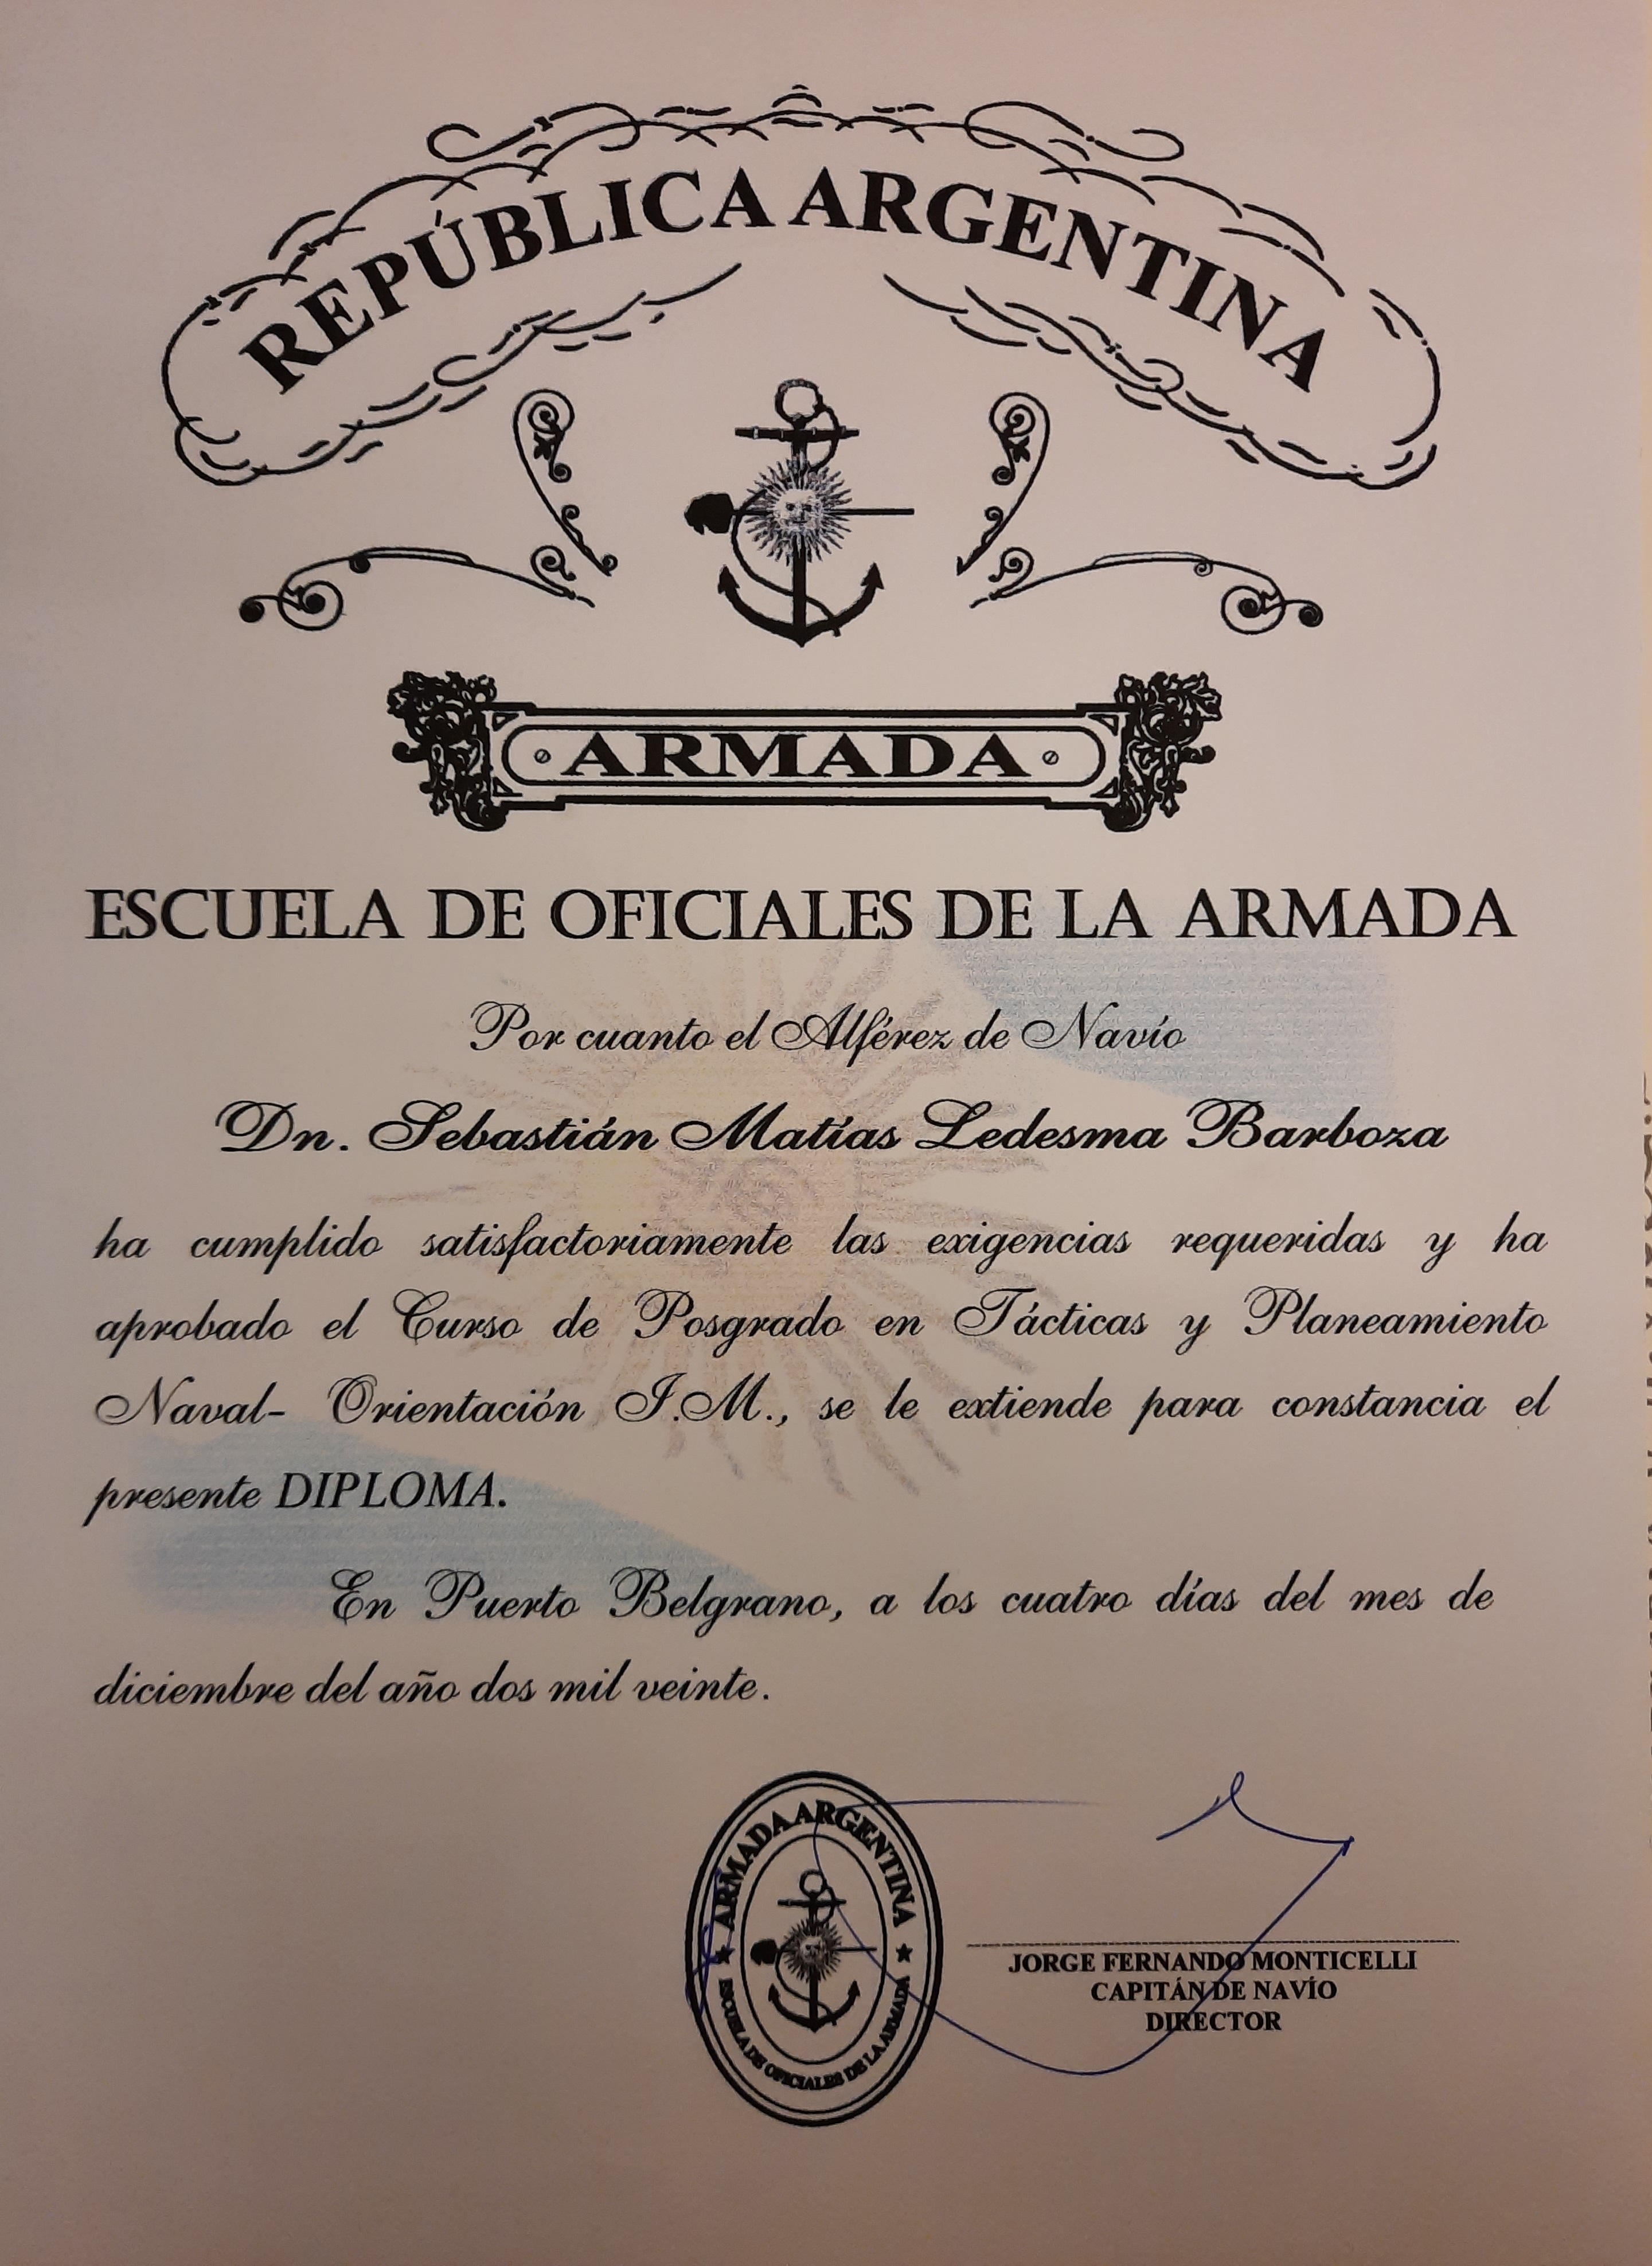 REPÚBLICA ARGENTINA
· ARMADA ·
ESCUELA DE OFICIALES DE LA ARMADA
Por cuanto el Alférez de Navío
Dn. Sebastián Matías Ledesma Barboza
ha cumplido satisfactoriamente las exigencias requeridas y ha
aprobado el Curso de Posgrado en Tácticas y Planeamiento
Naval- Orientación I.M., se le extiende para constancia el
presente DIPLOMA.
En Puerto Belgrano, a los cuatro días del mes de
diciembre del año dos mil veinte.
ARMADA ARGENTINA
ESCUELA DE OFICIALES DE LA ARMADA
JORGE FERNANDO MONTICELLI
CAPITÁN DE NAVÍO
DIRECTOR